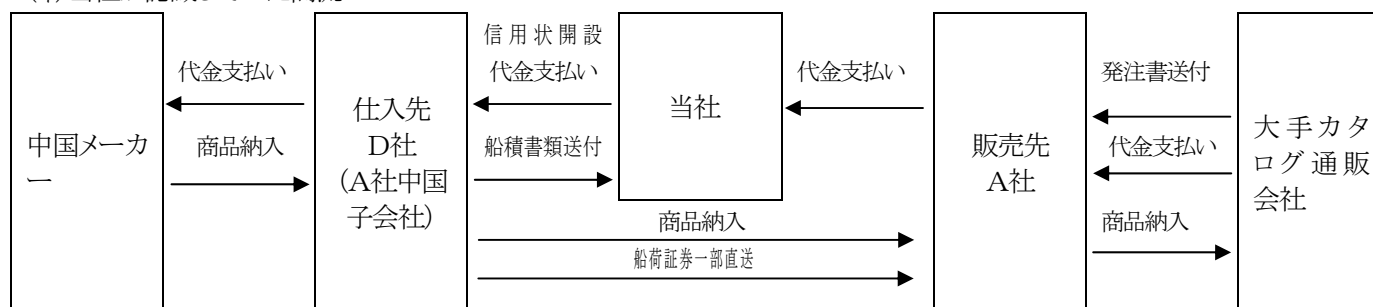 代金支払い
商品納入
中国メーカ
ー
仕入先
D社
(A社中国
子会社)
信用状開設
代金支払い
船積書類送付
当社
代金支払い
商品納入
船荷証券一部直送
販売先
A社
発注書送付
代金支払い
商品納入
大手カタ
ログ通販
会社